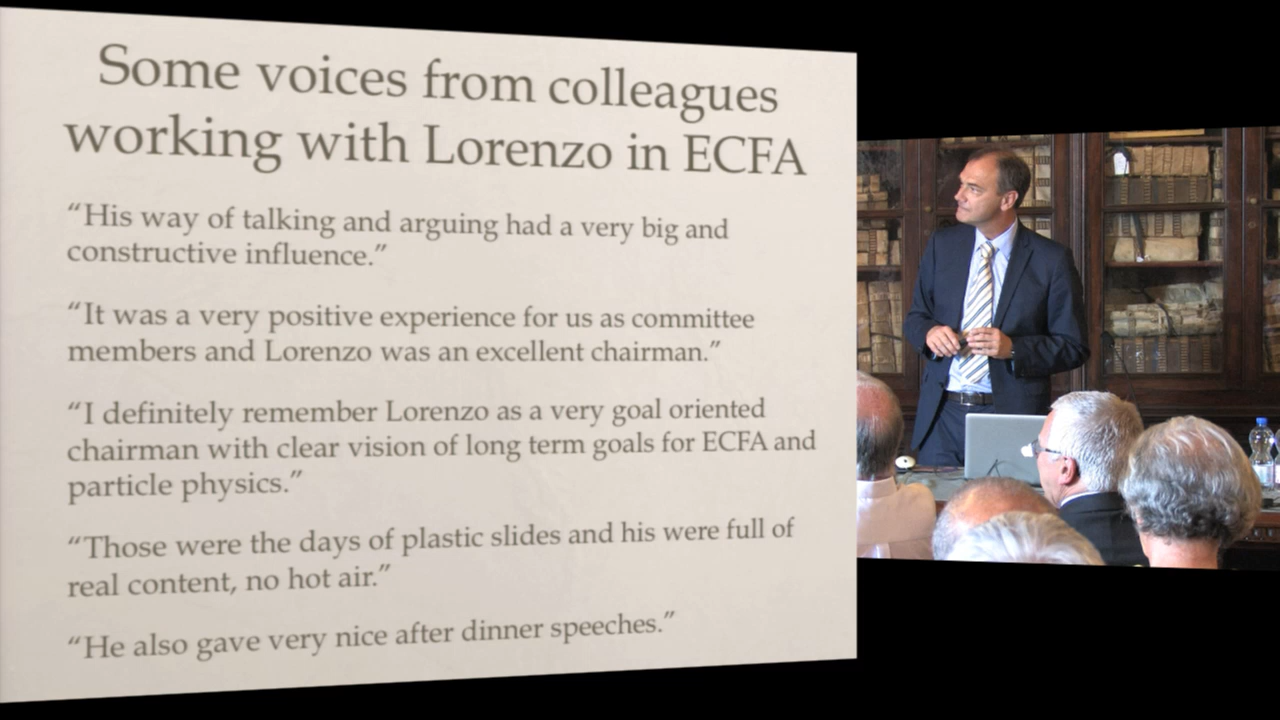 Some voices from colleagues
working with Lorenzo in ECFA
“His way of talking and arguing had a very big and
constructive influence.”
“It was a very positive experience for us as committee
members and Lorenzo was an excellent chairman.”
“I definitely remember Lorenzo as a very goal oriented
chairman with clear vision of long term goals for ECFA and
particle physics.”
“Those were the days of plastic slides and his were full of
real content, no hot air.”
“He also gave very nice after dinner speeches.”